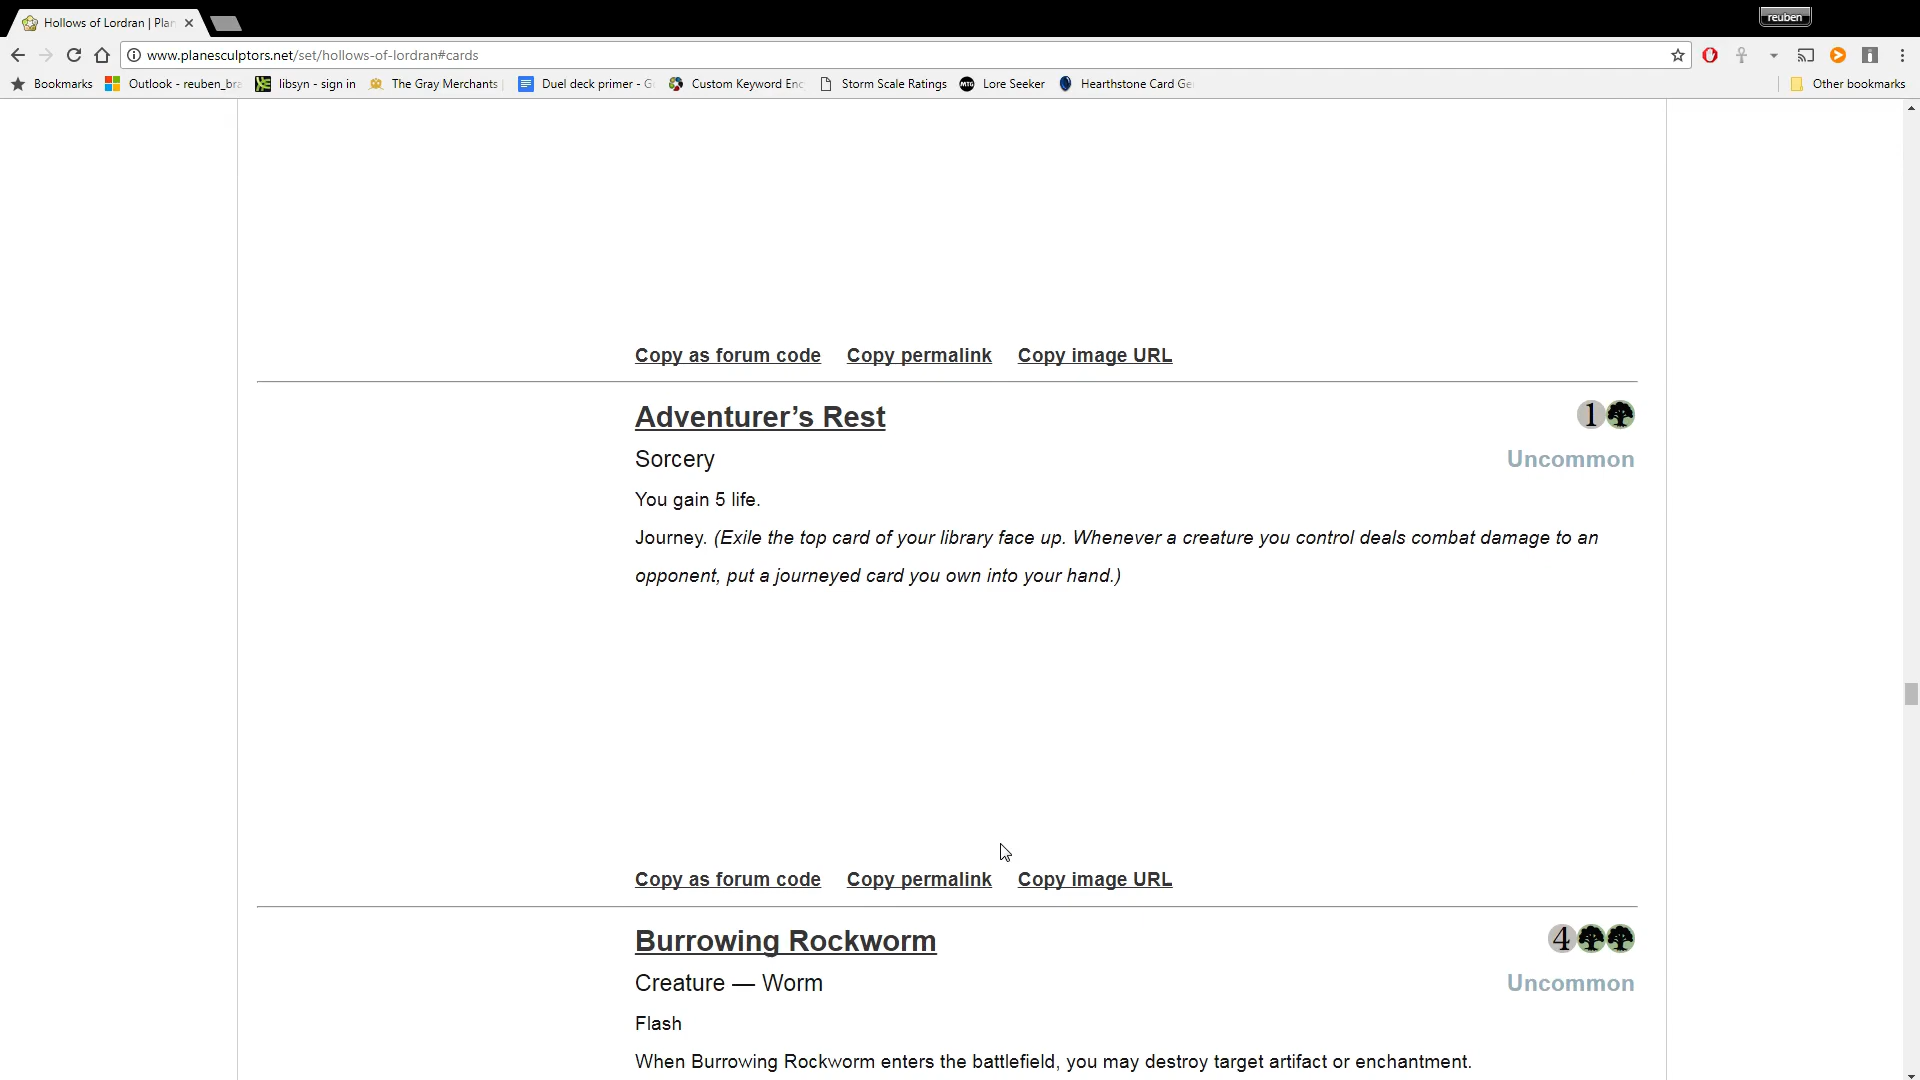 Hollows of Lordran | Plan
reuben
www.planesculptors.net/set/hollows-of-lordran#cards
Bookmarks
Outlook - reuben_bra
libsyn - sign in
The Gray Merchants
Duel deck primer - G
Custom Keyword Enc
Storm Scale Ratings
MTG
Lore Seeker
Hearthstone Card Ge
Other bookmarks
Copy as forum code Copy permalink Copy image URL
Adventurer’s Rest 1
Sorcery Uncommon
You gain 5 life.
Journey. (Exile the top card of your library face up. Whenever a creature you control deals combat damage to an
opponent, put a journeyed card you own into your hand.)
Copy as forum code Copy permalink Copy image URL
Burrowing Rockworm 4
Creature — Worm Uncommon
Flash
When Burrowing Rockworm enters the battlefield, you may destroy target artifact or enchantment.